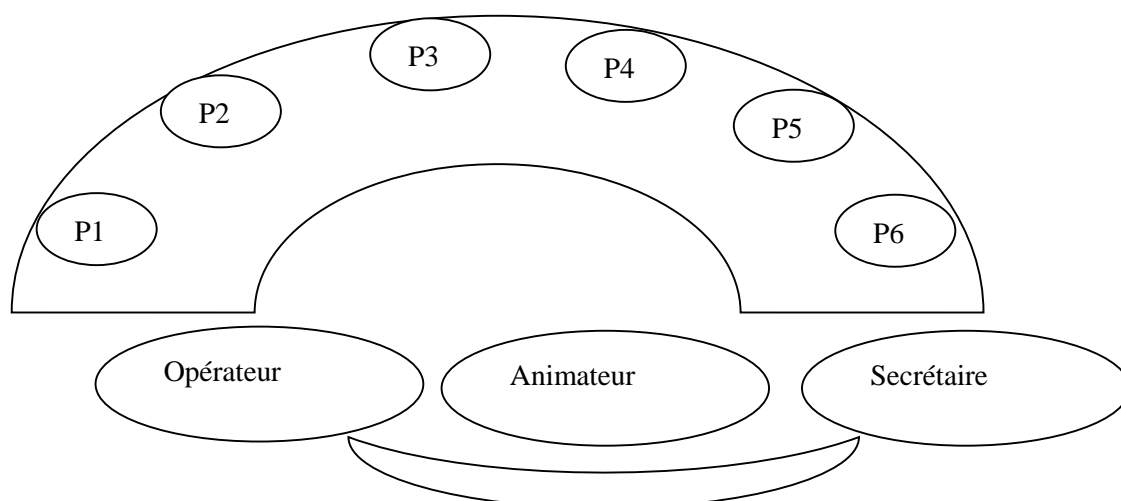 P3
P4
P2
P5
P1
P6
Opérateur
Animateur
Secrétaire